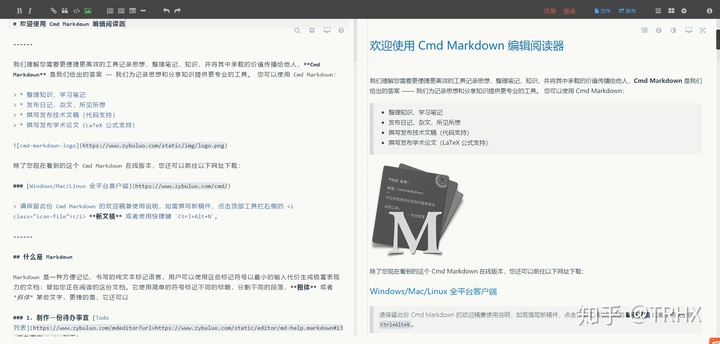 B I
注册 登录 文件 发布
# 欢迎使用 Cmd Markdown 编辑阅读器
------
我们理解您需要更便捷更高效的工具记录思想，整理笔记、知识，并将其中承载的价值传播给他人，**Cmd
Markdown** 是我们给出的答案 —— 我们为记录思想和分享知识提供更专业的工具。 您可以使用 Cmd Markdown：
> * 整理知识，学习笔记
> * 发布日记，杂文，所见所想
> * 撰写发布技术文稿（代码支持）
> * 撰写发布学术论文（LaTeX 公式支持）
![cmd-markdown-logo](https://www.zybuluo.com/static/img/logo.png)
除了您现在看到的这个 Cmd Markdown 在线版本，您还可以前往以下网址下载：
### [Windows/Mac/Linux 全平台客户端](https://www.zybuluo.com/cmd/)
> 请保留此份 Cmd Markdown 的欢迎稿兼使用说明，如需撰写新稿件，点击顶部工具栏右侧的 <i
class="icon-file"></i> **新文稿** 或者使用快捷键 `Ctrl+Alt+N`。
------
## 什么是 Markdown
Markdown 是一种方便记忆、书写的纯文本标记语言，用户可以使用这些标记符号以最小的输入代价生成极富表现
力的文档：譬如您正在阅读的这份文档。它使用简单的符号标记不同的标题，分割不同的段落，**粗体** 或者
*斜体* 某些文字，更棒的是，它还可以
### 1. 制作一份待办事宜 [Todo
列表](https://www.zybuluo.com/mdeditor?url=https://www.zybuluo.com/static/editor/md-help.markdown#13
欢迎使用 Cmd Markdown 编辑阅读器
我们理解您需要更便捷更高效的工具记录思想，整理笔记、知识，并将其中承载的价值传播给他人，Cmd Markdown 是我们
给出的答案 —— 我们为记录思想和分享知识提供更专业的工具。 您可以使用 Cmd Markdown：
整理知识，学习笔记
发布日记，杂文，所见所想
撰写发布技术文稿（代码支持）
撰写发布学术论文（LaTeX 公式支持）
M
除了您现在看到的这个 Cmd Markdown 在线版本，您还可以前往以下网址下载：
Windows/Mac/Linux 全平台客户端
请保留此份 Cmd Markdown 的欢迎稿兼使用说明，如需撰写新稿件，点击
Ctrl+Alt+N。
知乎 @TRHX